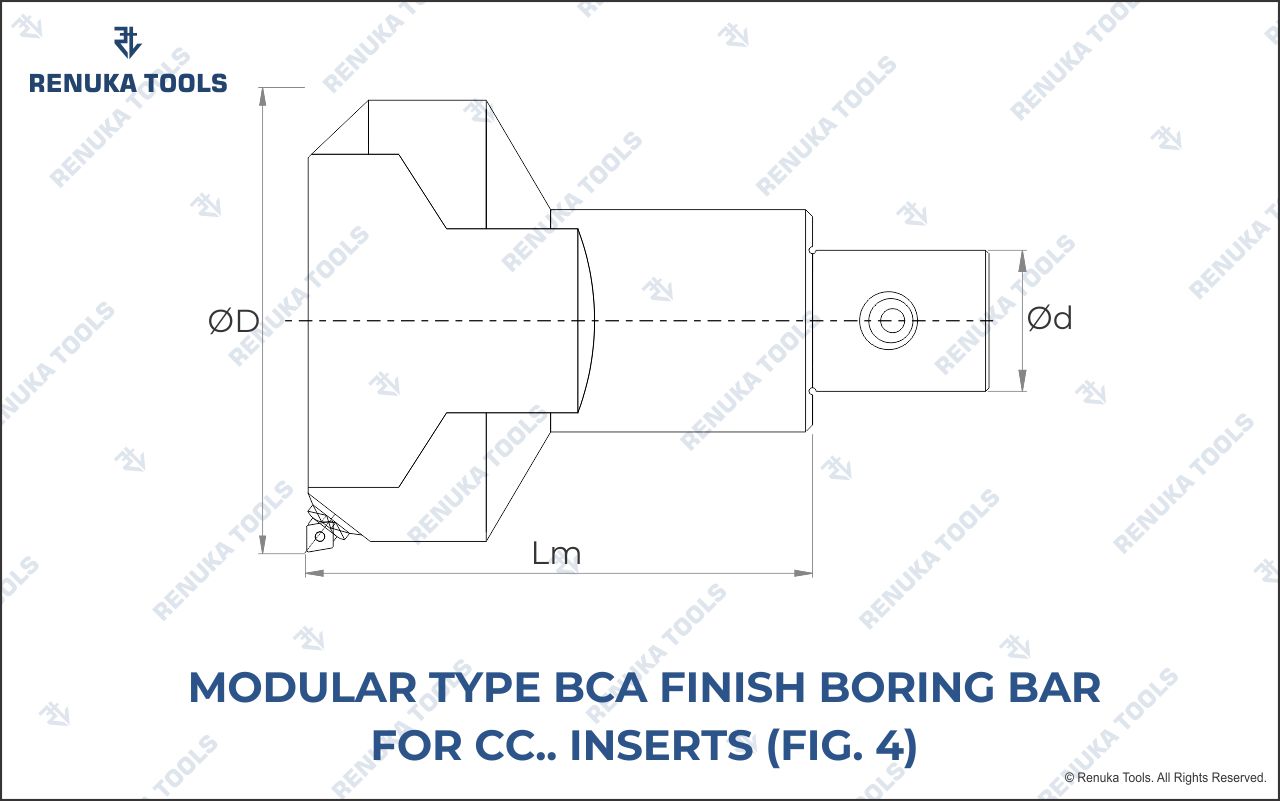 RENUKA TOOLS
ØD
Ød
Lm
MODULAR TYPE BCA FINISH BORING BAR
FOR CC.. INSERTS (FIG. 4)
© Renuka Tools. All Rights Reserved.